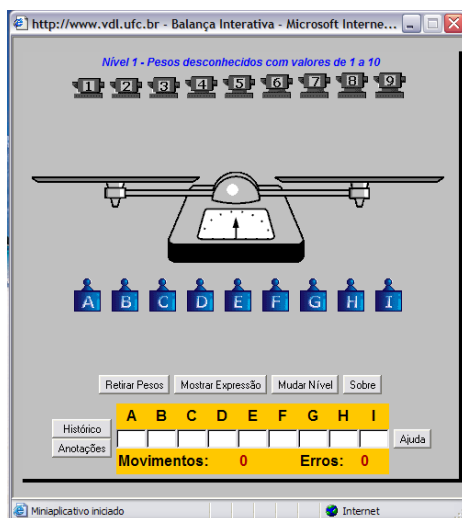 http://www.vdl.ufc.br - Balança Interativa - Microsoft Interne...
Nível 1 - Pesos desconhecidos com valores de 1 a 10
1 2 3 4 5 6 7 8 9
A B C D E F G H I
Retirar Pesos Mostrar Expressão Mudar Nível Sobre
A B C D E F G H I
Histórico
Anotações
Ajuda
Movimentos: 0 Erros: 0
Miniaplicativo iniciado Internet